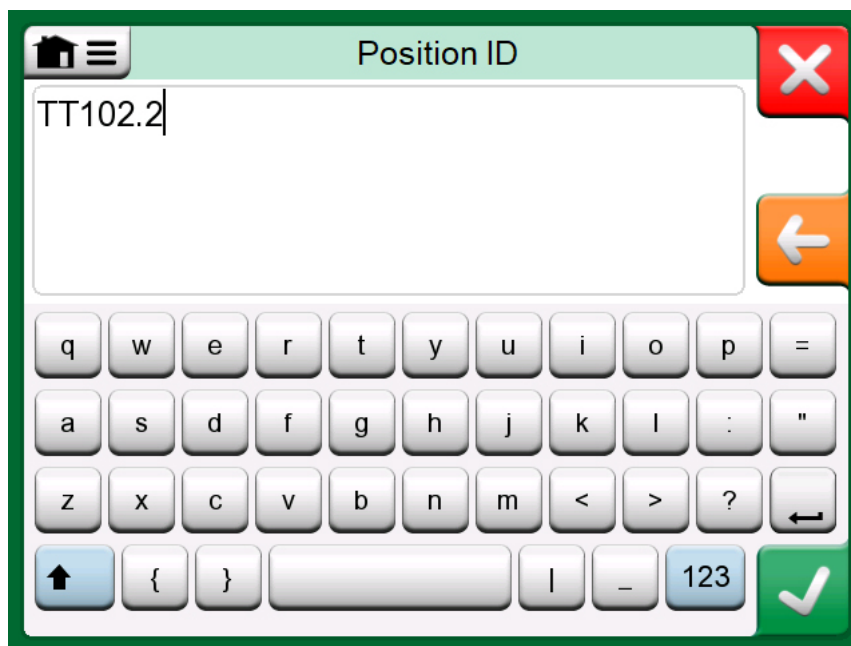 Position ID
TT102.2
q w e r t y u i o p =
a s d f g h j k l : "
z x c v b n m < > ?
{ } | _ 123